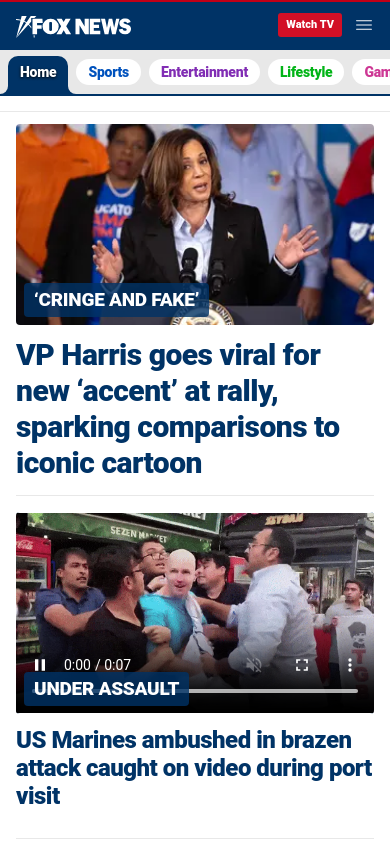 FOX NEWS
Watch TV
Home Sports Entertainment Lifestyle Gam
UCATO
‘CRINGE AND FAKE’
VP Harris goes viral for
new ‘accent’ at rally,
sparking comparisons to
iconic cartoon
SEZEN MARKET
0:00 / 0:07
UNDER ASSAULT
US Marines ambushed in brazen
attack caught on video during port
visit